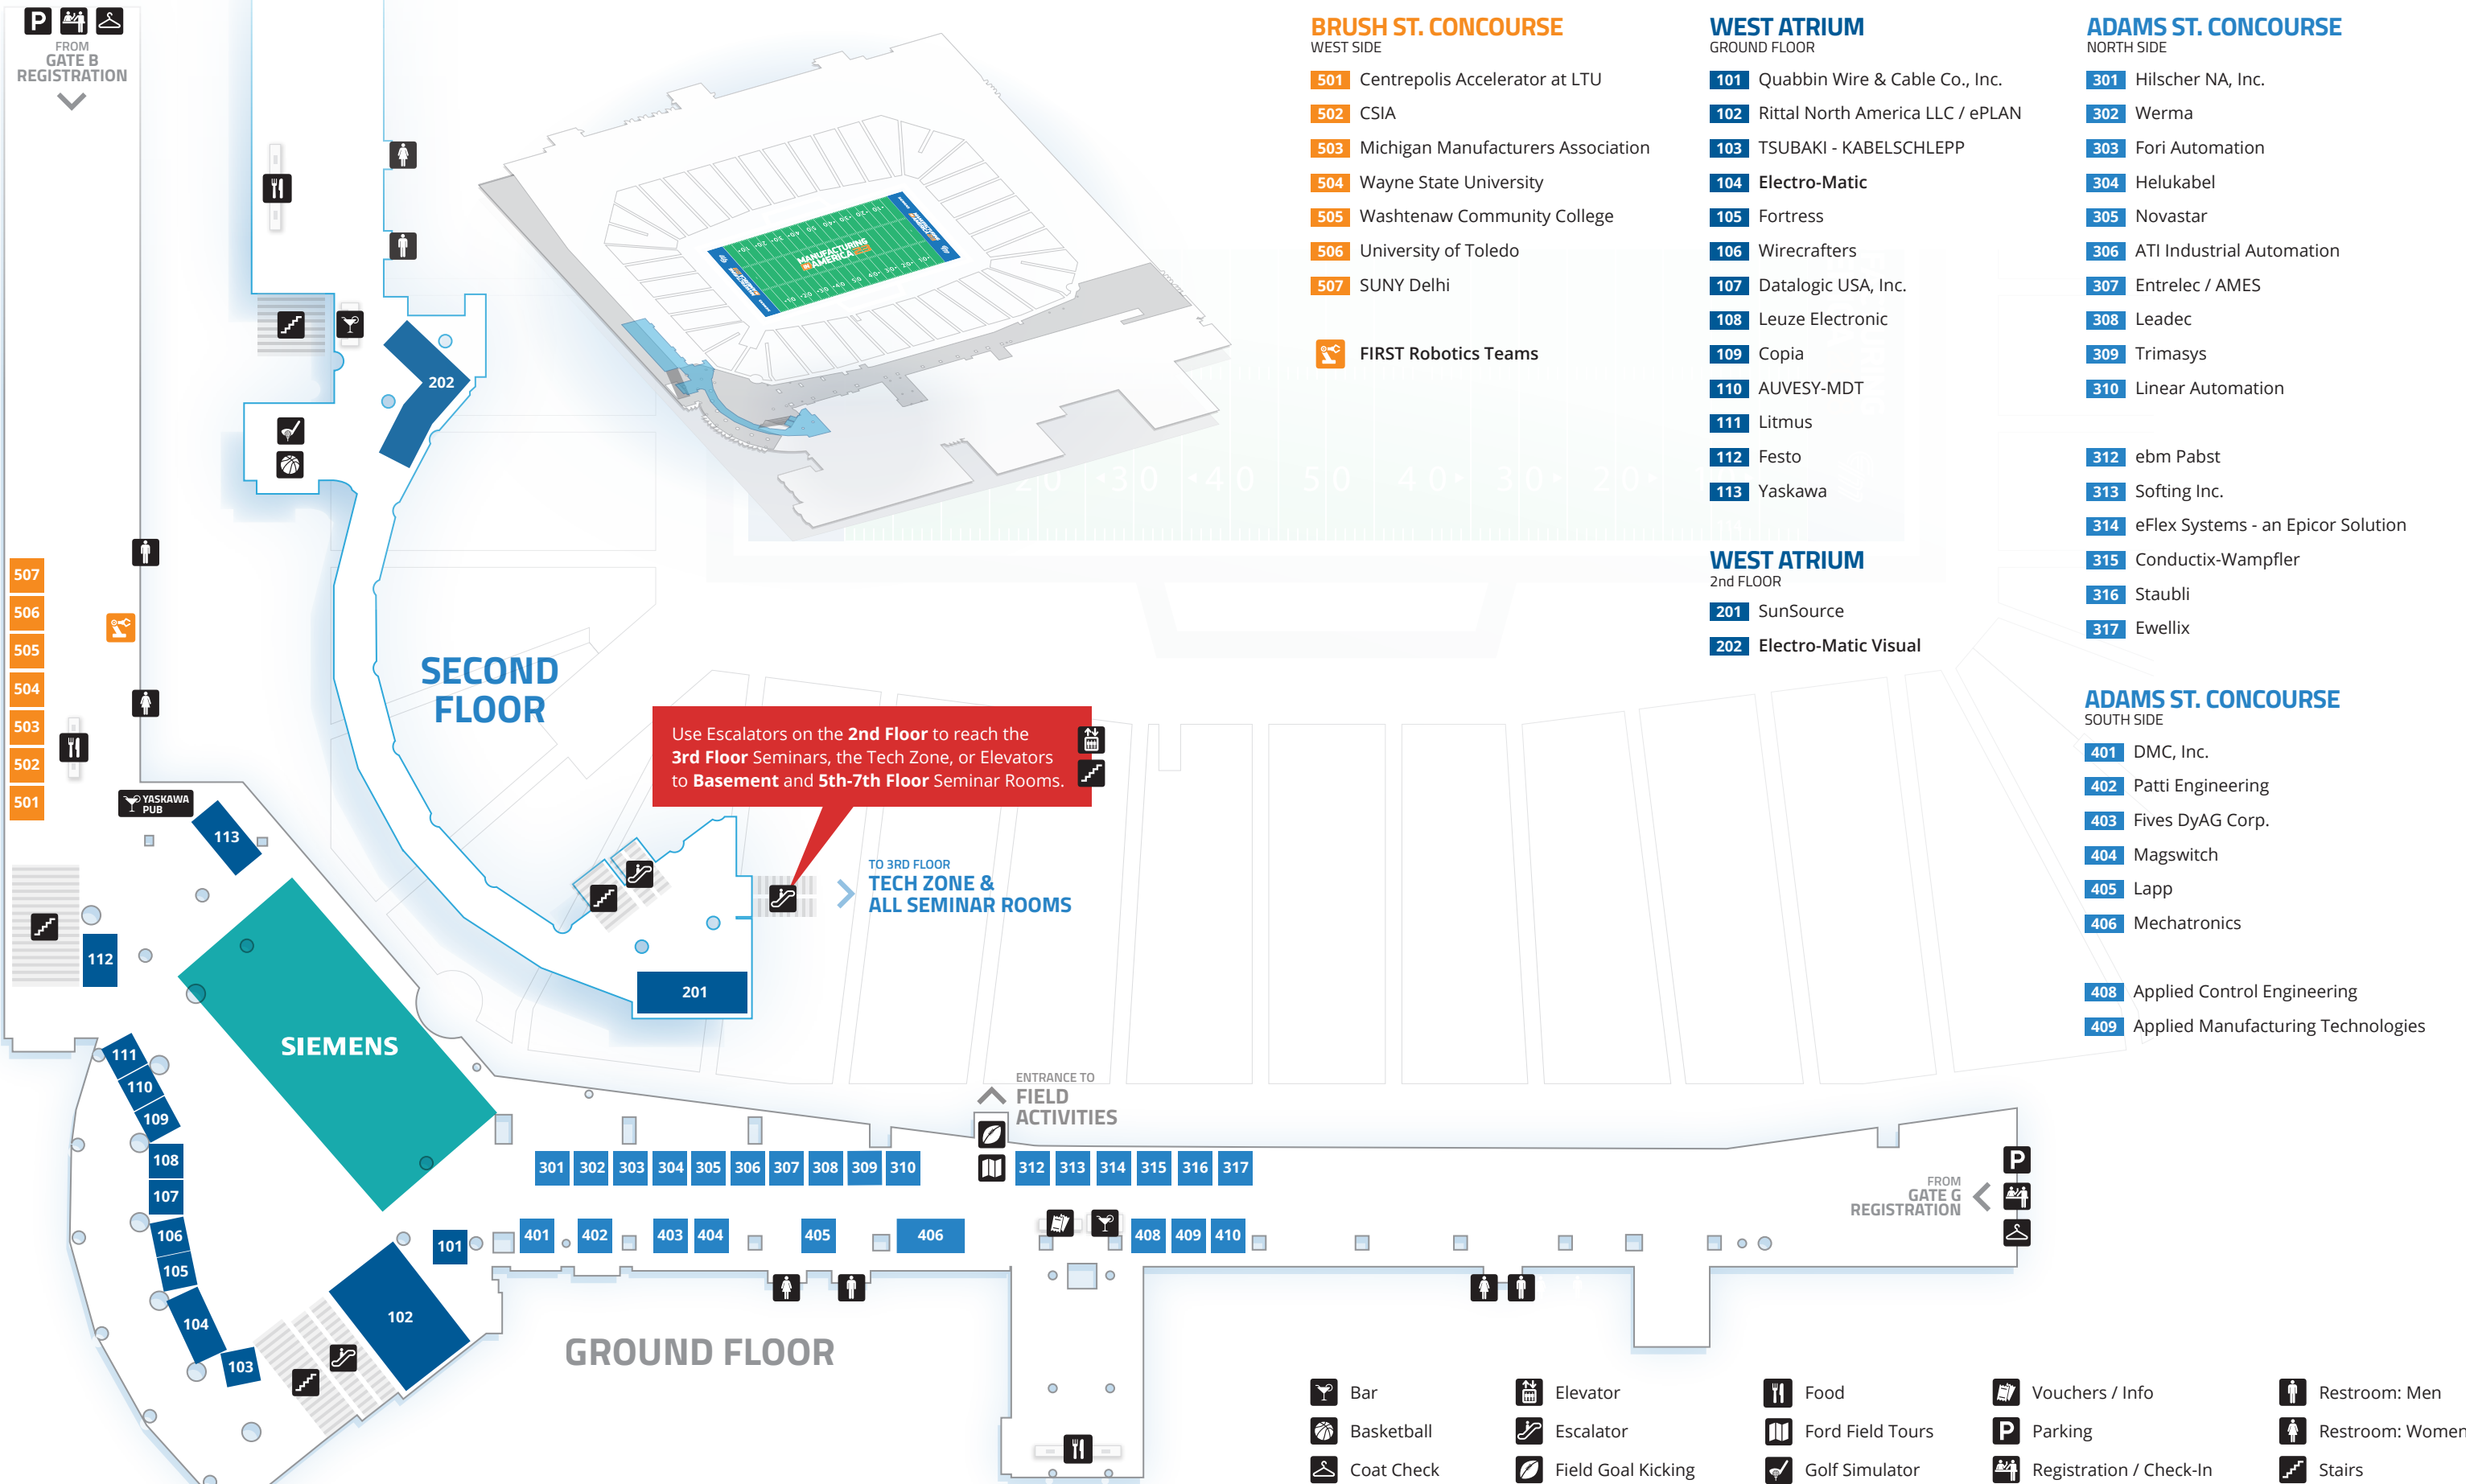 FROM
GATE B
REGISTRATION
BRUSH ST. CONCOURSE
WEST SIDE
501 Centrepolis Accelerator at LTU
502 CSIA
503 Michigan Manufacturers Association
504 Wayne State University
505 Washtenaw Community College
506 University of Toledo
507 SUNY Delhi
FIRST Robotics Teams
WEST ATRIUM
GROUND FLOOR
101 Quabbin Wire & Cable Co., Inc.
102 Rittal North America LLC / ePLAN
103 TSUBAKI - KABELSCHLEPP
104 Electro-Matic
105 Fortress
106 Wirecrafters
107 Datalogic USA, Inc.
108 Leuze Electronic
109 Copia
110 AUVESY-MDT
111 Litmus
112 Festo
113 Yaskawa
WEST ATRIUM
2nd FLOOR
201 SunSource
202 Electro-Matic Visual
ADAMS ST. CONCOURSE
NORTH SIDE
301 Hilscher NA, Inc.
302 Werma
303 Fori Automation
304 Helukabel
305 Novastar
306 ATI Industrial Automation
307 Entrelec / AMES
308 Leadec
309 Trimasys
310 Linear Automation
312 ebm Pabst
313 Softing Inc.
314 eFlex Systems - an Epicor Solution
315 Conductix-Wampfler
316 Staubli
317 Ewellix
ADAMS ST. CONCOURSE
SOUTH SIDE
401 DMC, Inc.
402 Patti Engineering
403 Fives DyAG Corp.
404 Magswitch
405 Lapp
406 Mechatronics
408 Applied Control Engineering
409 Applied Manufacturing Technologies
MANUFACTURING
IN AMERICA
20 30 40 50 40 30 20
202
SECOND
FLOOR
507
506
505
504
503
502
501
YASKAWA
PUB
113
112
Use Escalators on the 2nd Floor to reach the
3rd Floor Seminars, the Tech Zone, or Elevators
to Basement and 5th-7th Floor Seminar Rooms.
TO 3RD FLOOR
TECH ZONE &
ALL SEMINAR ROOMS
201
SIEMENS
111
110
109
108
107
106
105
104
103
102
101
ENTRANCE TO
FIELD
ACTIVITIES
301 302 303 304 305 306 307 308 309 310 312 313 314 315 316 317
401 402 403 404 405 406 408 409 410
FROM
GATE G
REGISTRATION
P
P
GROUND FLOOR
Bar
Basketball
Coat Check
Elevator
Escalator
Field Goal Kicking
Food
Ford Field Tours
Golf Simulator
Vouchers / Info
P Parking
Registration / Check-In
Restroom: Men
Restroom: Women
Stairs